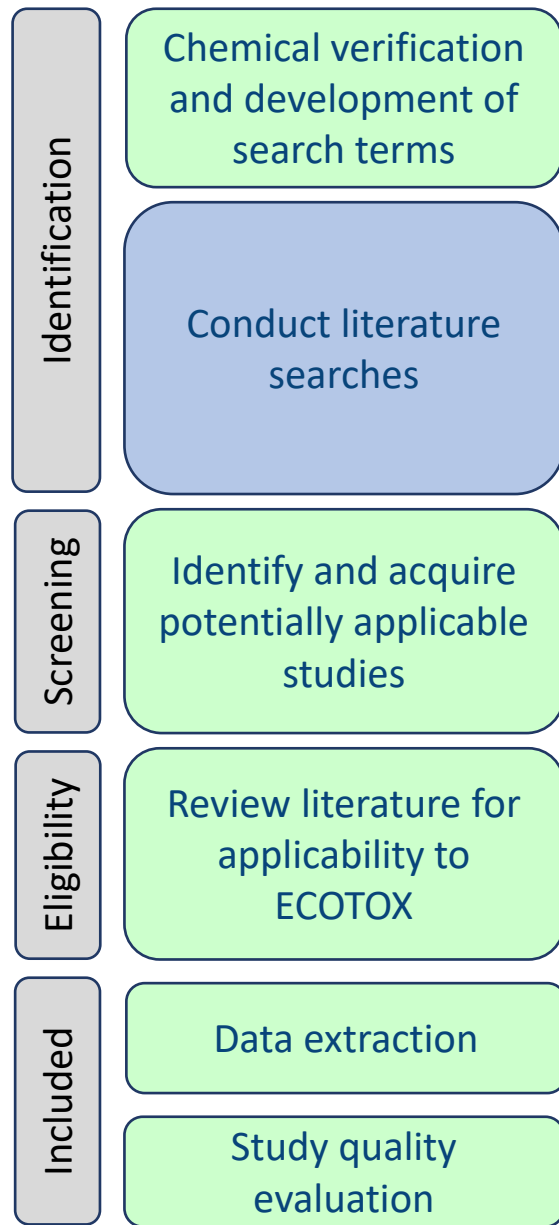 Identification
Chemical verification
and development of
search terms
Conduct literature
searches
Screening
Identify and acquire
potentially applicable
studies
Eligibility
Review literature for
applicability to
ECOTOX
Included
Data extraction
Study quality
evaluation